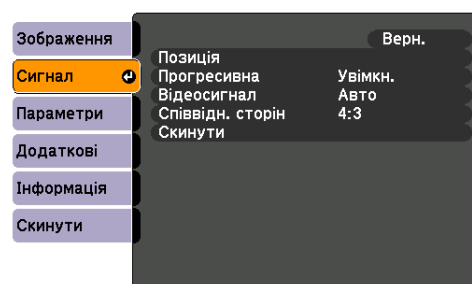 Зображення
Сигнал
Параметри
Додаткові
Інформація
Скинути
Верн.
Позиція
Прогресивна Увімкн.
Відеосигнал Авто
Співвідн. сторін 4:3
Скинути